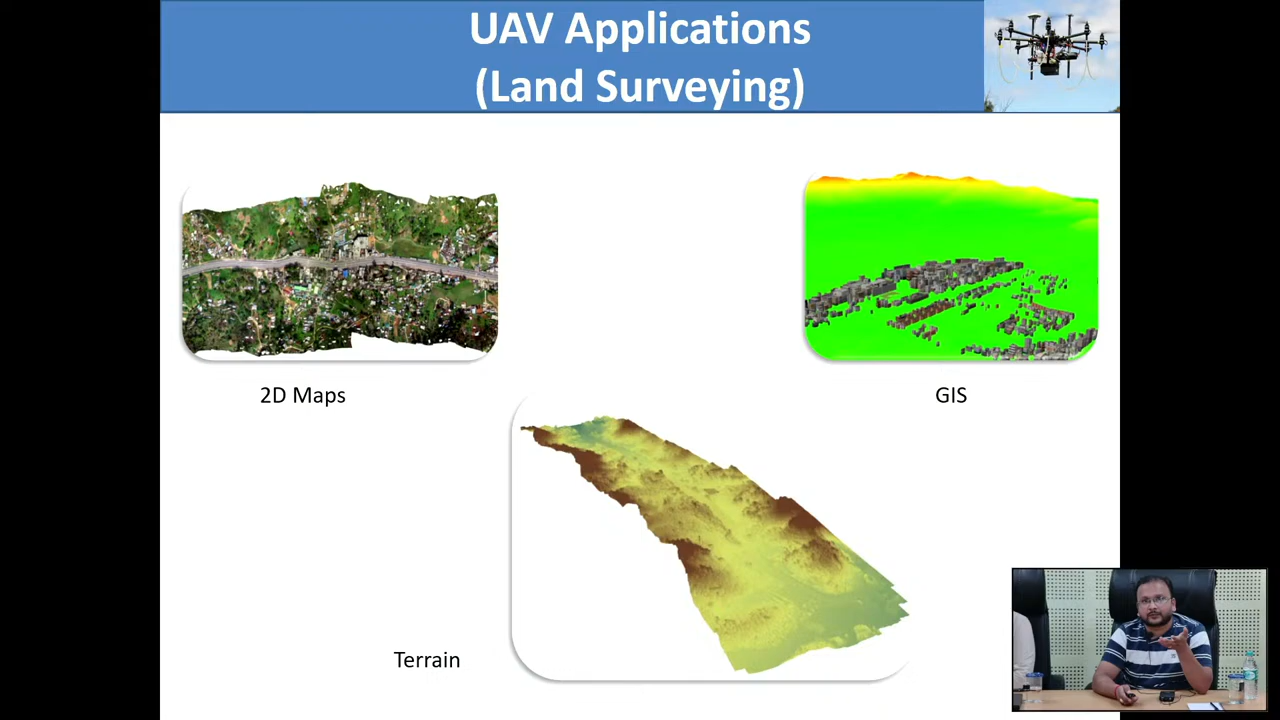 UAV Applications
(Land Surveying)
2D Maps
GIS
Terrain